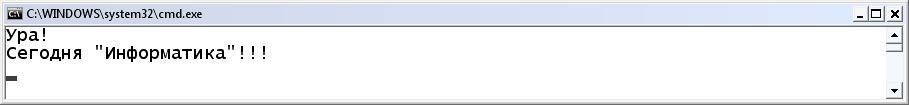 C:\WINDOWS\system32\cmd.exe
Ура!
Сегодня "Информатика"!!!